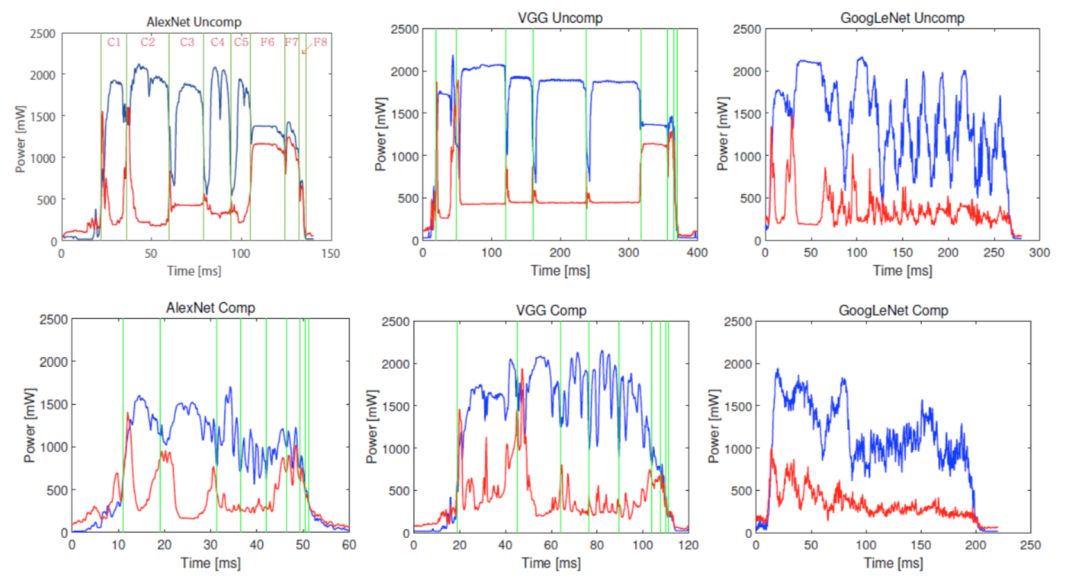 AlexNet Uncomp
VGG Uncomp
GoogLeNet Uncomp
2500
2000
1500
1000
500
0
Power [mW]
C1 C2 C3 C4 C5 F6 F7 F8
0 50 100 150
Time [ms]
2500
2000
1500
1000
500
0
Power [mW]
0 100 200 300 400
Time [ms]
2500
2000
1500
1000
500
0
Power [mW]
0 50 100 150 200 250 300
Time [ms]
AlexNet Comp
VGG Comp
GoogLeNet Comp
2500
2000
1500
1000
500
0
Power [mW]
0 10 20 30 40 50 60
Time [ms]
2500
2000
1500
1000
500
0
Power [mW]
0 20 40 60 80 100 120
Time [ms]
2500
2000
1500
1000
500
0
Power [mW]
0 50 100 150 200 250
Time [ms]